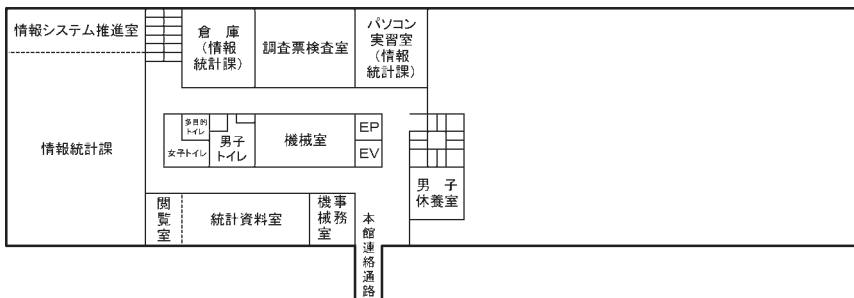 情報システム推進室
倉庫
(情報
統計課)
調査票検査室
パソコン
実習室
(情報
統計課)
情報統計課
多目的
トイレ
女子トイレ
男子
トイレ
機械室
EP
EV
男子
休養室
閲覧室
統計資料室
事務
機械室
本館連絡通路